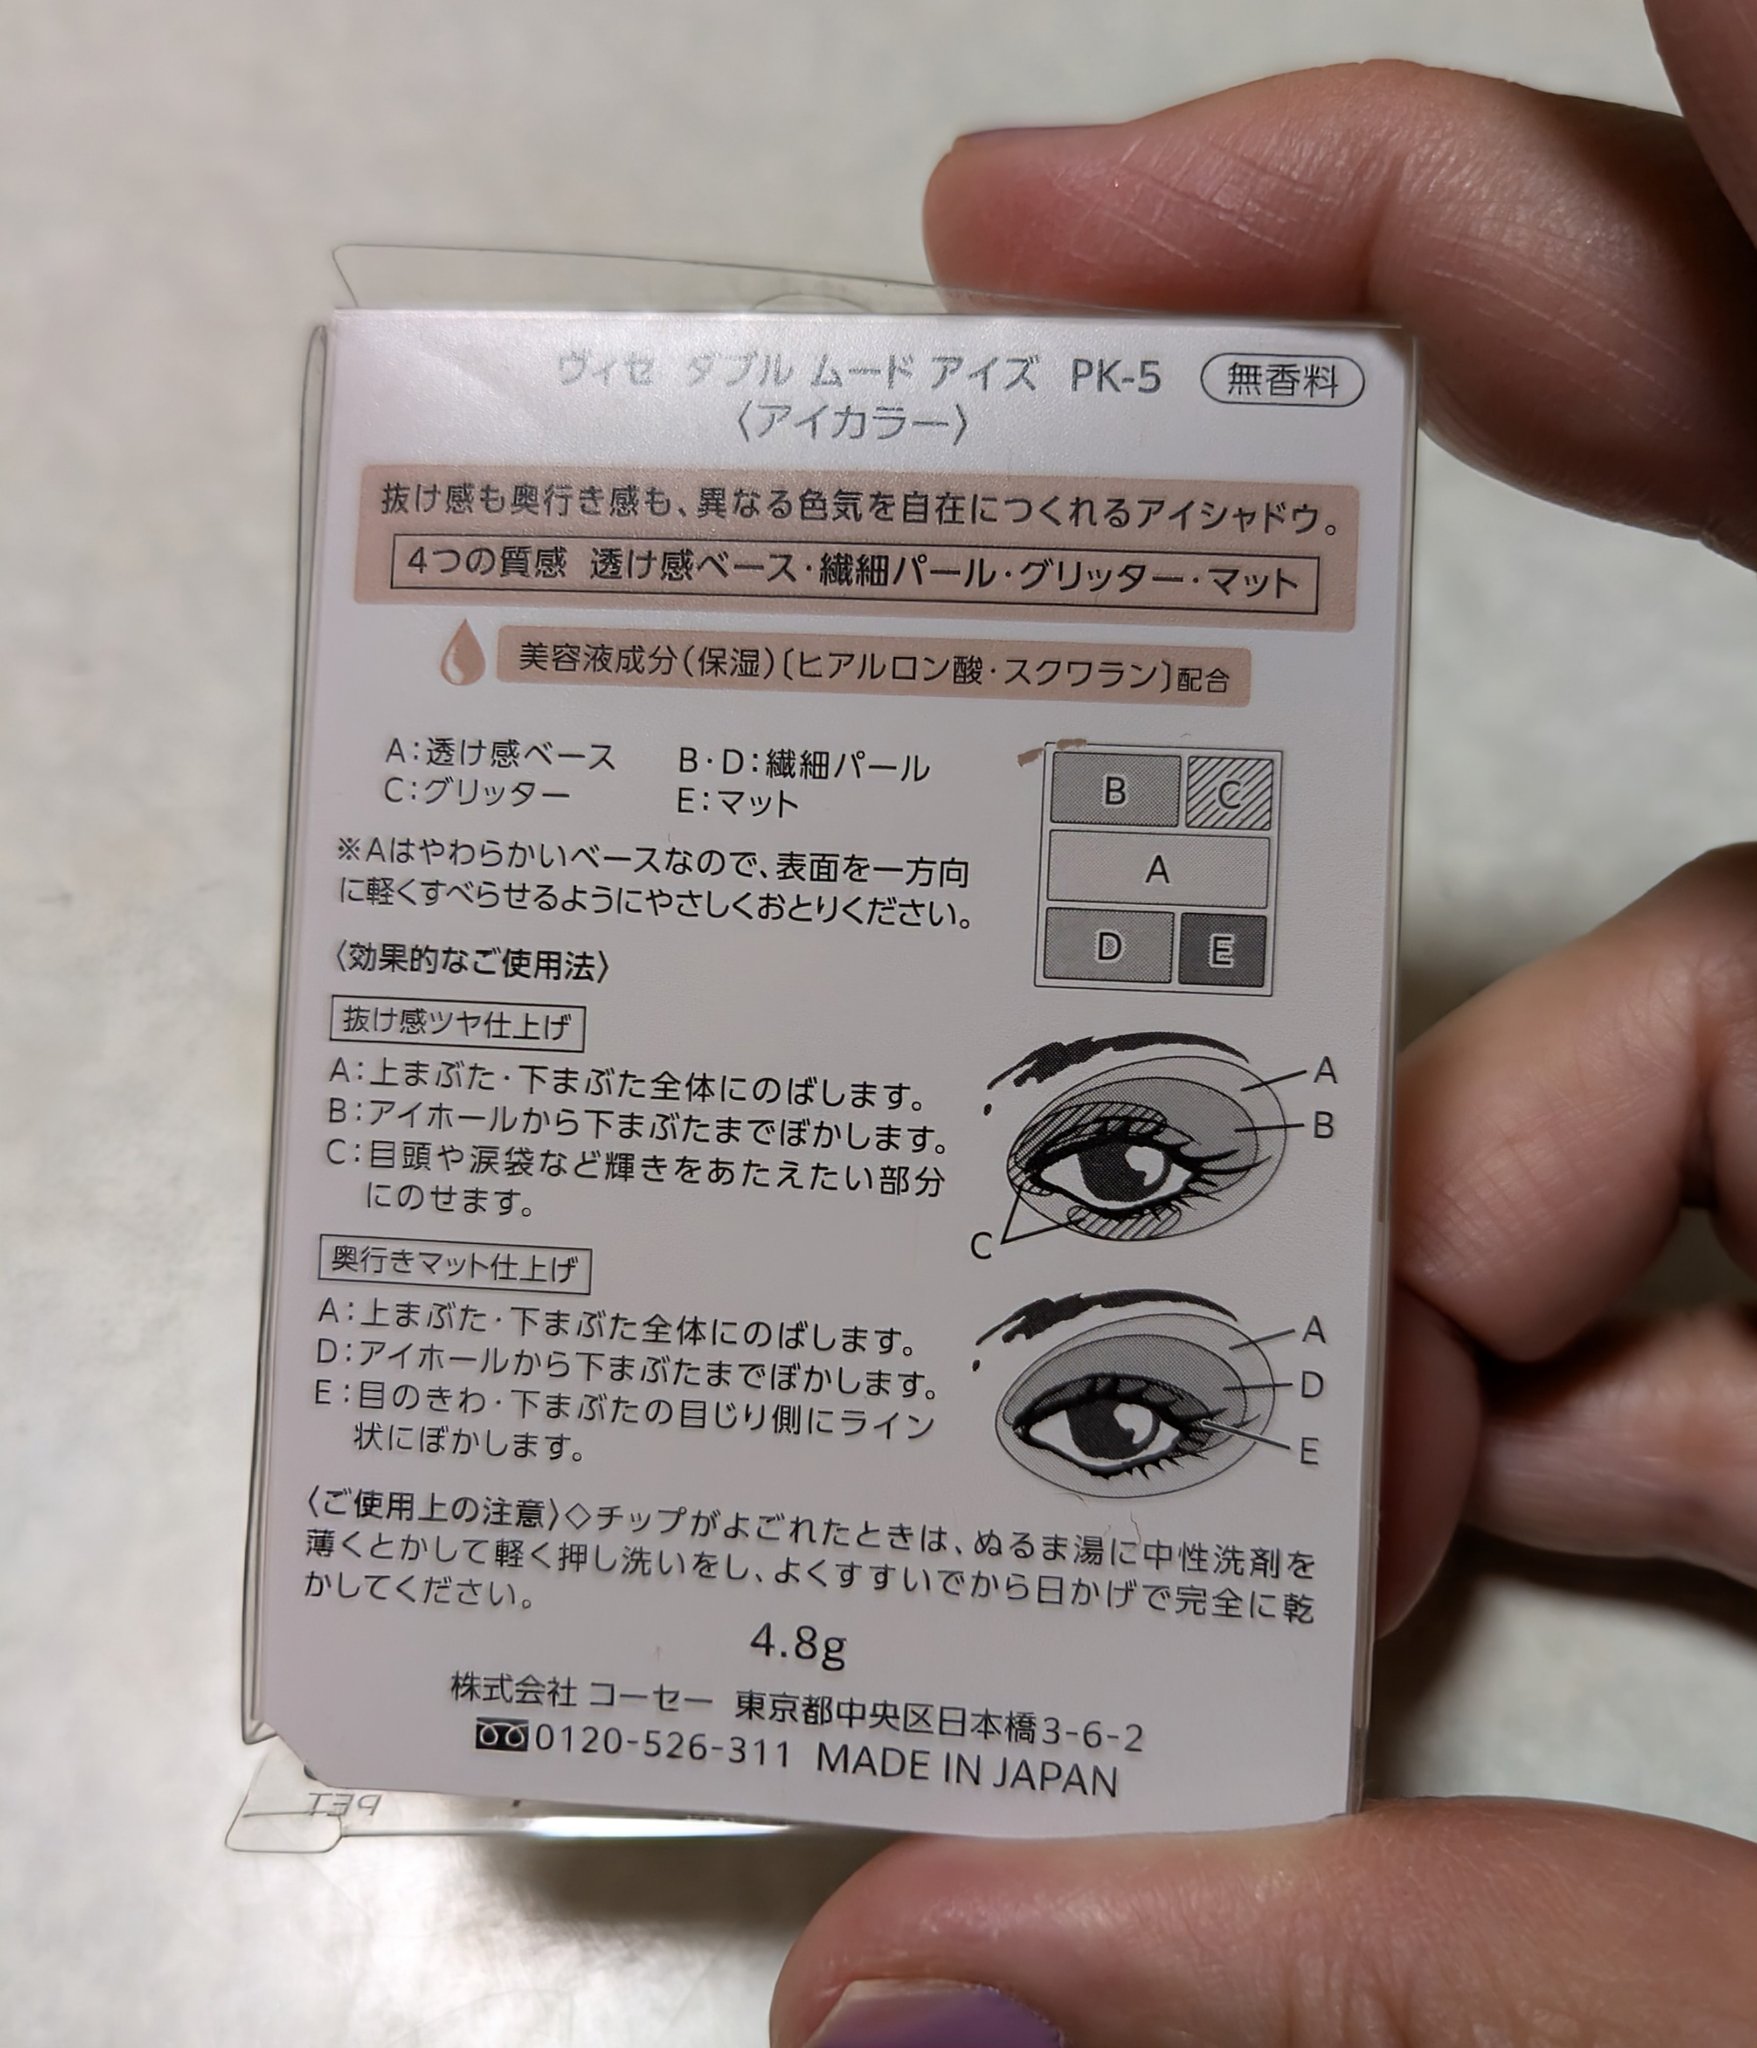 ヴィセ ダブル ムード アイズ PK-5 無香料
〈アイカラー〉
抜け感も奥行き感も、異なる色気を自在につくれるアイシャドウ。
4つの質感 透け感ベース・繊細パール・グリッター・マット
美容液成分(保湿)〔ヒアルロン酸・スクワラン〕配合
A:透け感ベース B・D:繊細パール
C:グリッター E:マット
B C
A
D E
※Aはやわらかいベースなので、表面を一方向
に軽くすべらせるようにやさしくおとりください。
〈効果的なご使用法〉
抜け感ツヤ仕上げ
A:上まぶた・下まぶた全体にのばします。
B:アイホールから下まぶたまでぼかします。
C:目頭や涙袋など輝きをあたえたい部分
にのせます。
A
B
C
奥行きマット仕上げ
A:上まぶた・下まぶた全体にのばします。
D:アイホールから下まぶたまでぼかします。
E:目のきわ・下まぶたの目じり側にライン
状にぼかします。
A
D
E
〈ご使用上の注意〉◇チップがよごれたときは、ぬるま湯に中性洗剤を
薄くとかして軽く押し洗いをし、よくすすいでから日かげで完全に乾
かしてください。
4.8g
株式会社 コーセー 東京都中央区日本橋3-6-2
0120-526-311 MADE IN JAPAN
PET